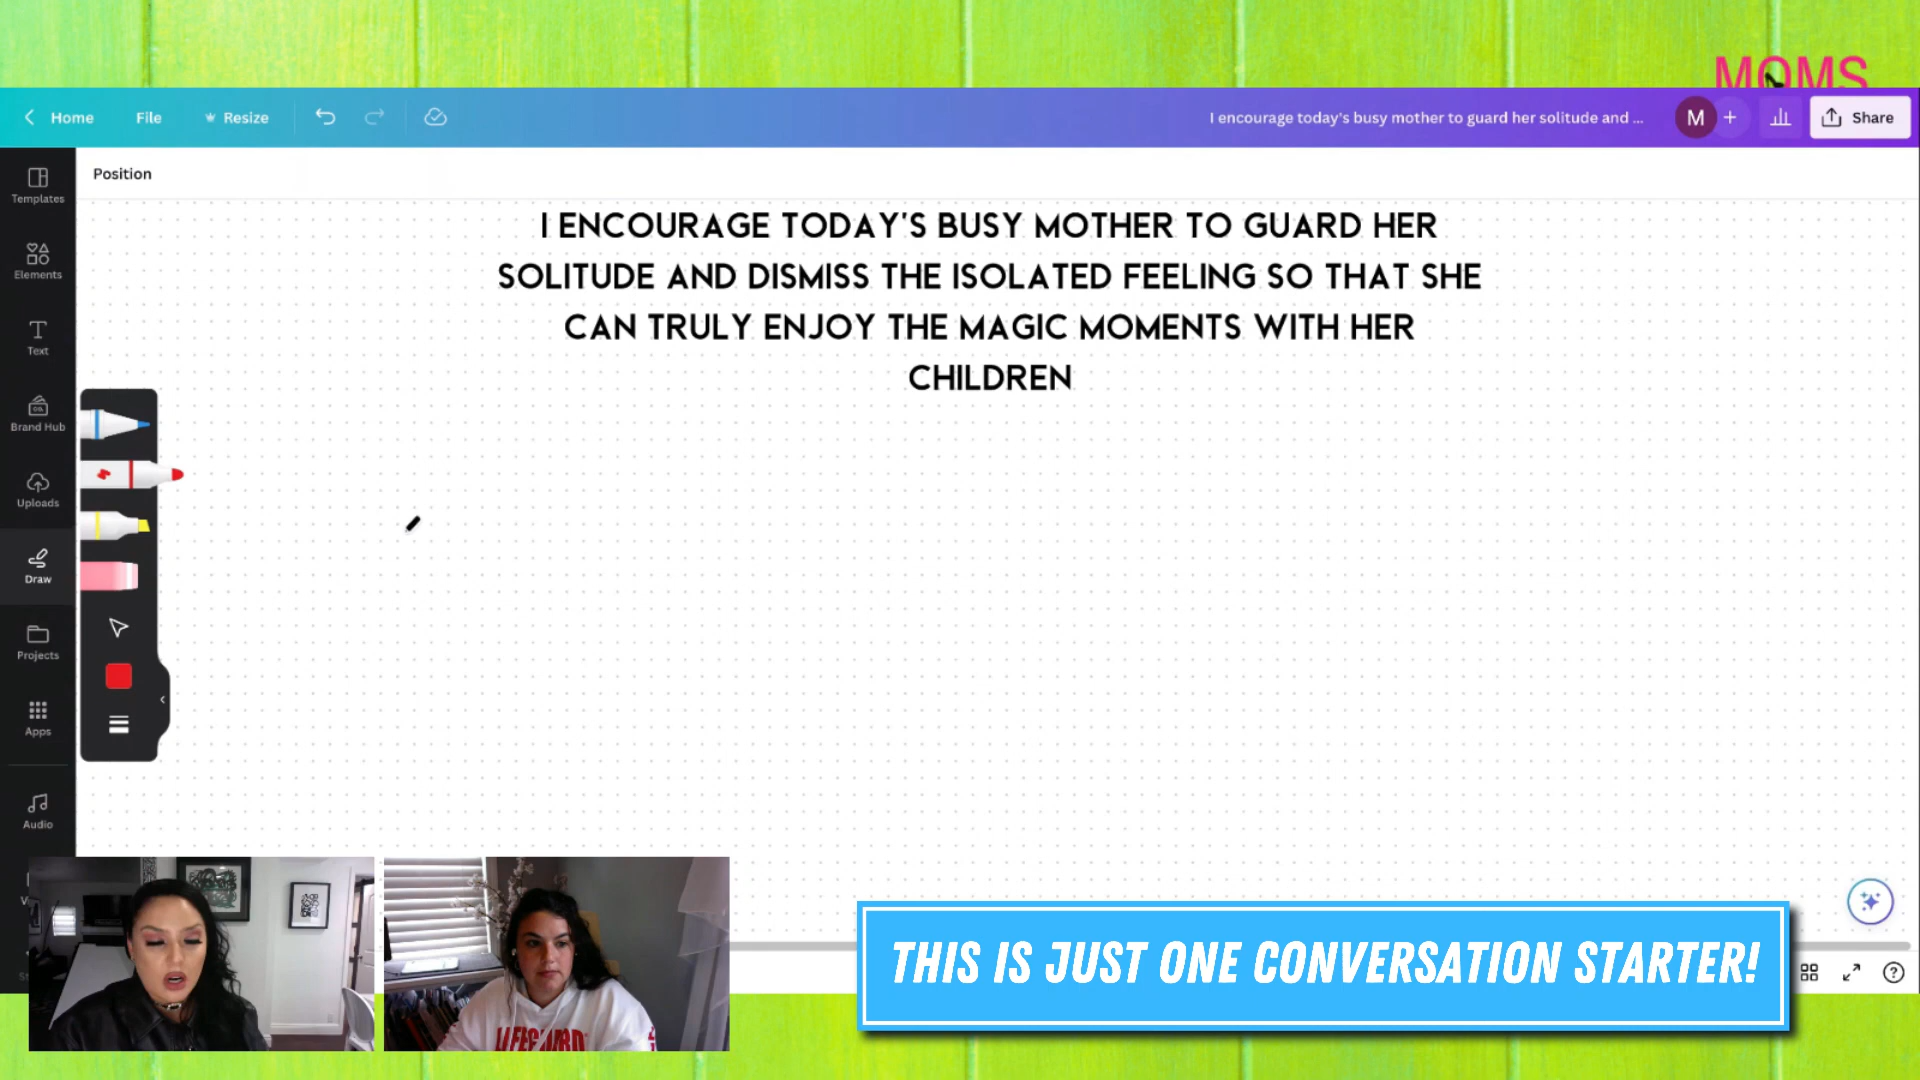 MOMS
Home File Resize
I encourage today's busy mother to guard her solitude and ...
M + Share
Position
Templates
Elements
Text
Brand Hub
Uploads
Draw
Projects
Apps
Audio
I ENCOURAGE TODAY'S BUSY MOTHER TO GUARD HER
SOLITUDE AND DISMISS THE ISOLATED FEELING SO THAT SHE
CAN TRULY ENJOY THE MAGIC MOMENTS WITH HER
CHILDREN
THIS IS JUST ONE CONVERSATION STARTER!
LIFEGUARD
?